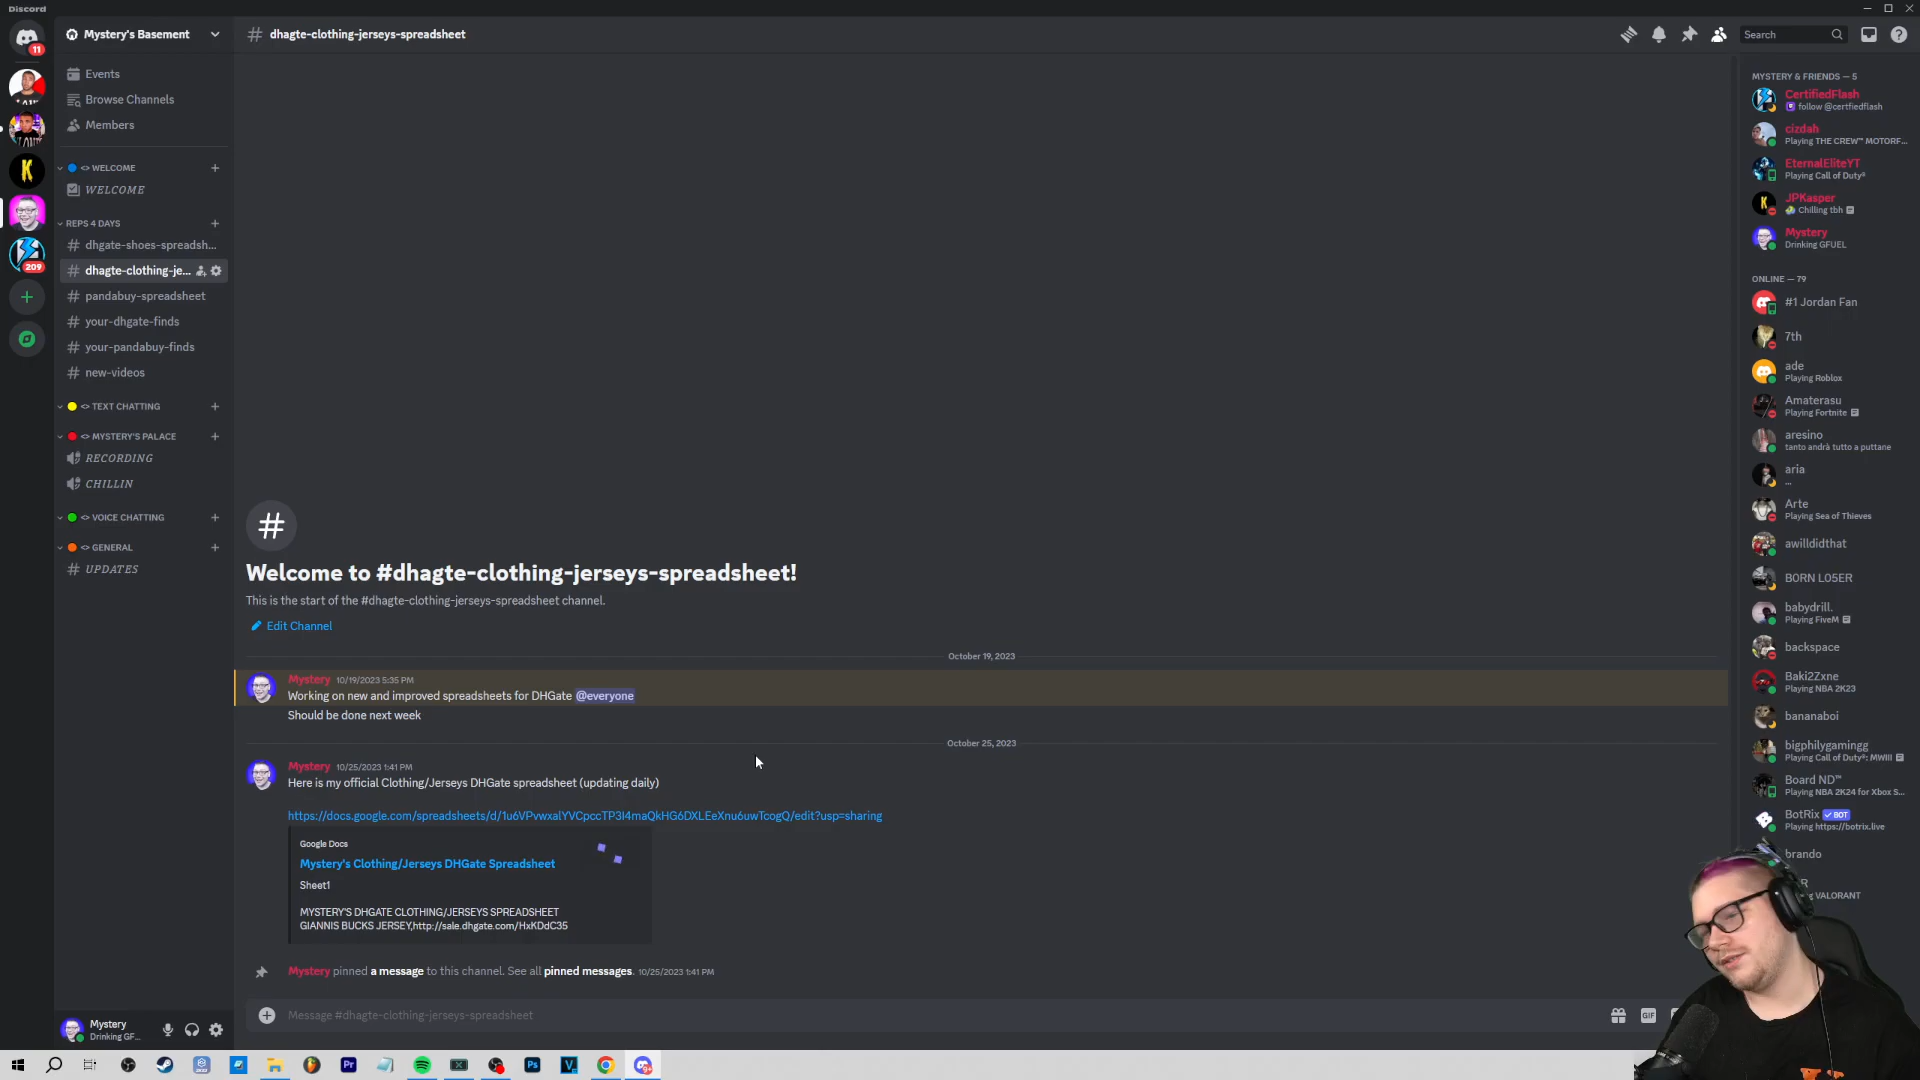 Discord
Mystery's Basement
dhagte-clothing-jerseys-spreadsheet
Search
11
209
Events
Browse Channels
Members
<> WELCOME
WELCOME
REPS 4 DAYS
dhgate-shoes-spreadsh...
dhagte-clothing-je...
pandabuy-spreadsheet
your-dhgate-finds
your-pandabuy-finds
new-videos
<> TEXT CHATTING
<> MYSTERY'S PALACE
RECORDING
CHILLIN
<> VOICE CHATTING
<> GENERAL
UPDATES
Mystery
Drinking GF...
Welcome to #dhagte-clothing-jerseys-spreadsheet!
This is the start of the #dhagte-clothing-jerseys-spreadsheet channel.
Edit Channel
October 19, 2023
Mystery 10/19/2023 5:35 PM
Working on new and improved spreadsheets for DHGate @everyone
Should be done next week
October 25, 2023
Mystery 10/25/2023 1:41 PM
Here is my official Clothing/Jerseys DHGate spreadsheet (updating daily)
https://docs.google.com/spreadsheets/d/1u6VPvwxalYVCpccTP3I4maQkHG6DXLEeXnu6uwTcogQ/edit?usp=sharing
Google Docs
Mystery's Clothing/Jerseys DHGate Spreadsheet
Sheet1
MYSTERY'S DHGATE CLOTHING/JERSEYS SPREADSHEET
GIANNIS BUCKS JERSEY,http://sale.dhgate.com/HxKDdC35
Mystery pinned a message to this channel. See all pinned messages. 10/25/2023 1:41 PM
Message #dhagte-clothing-jerseys-spreadsheet
GIF
MYSTERY & FRIENDS — 5
CertifiedFlash
follow @certfiedflash
cizdah
Playing THE CREW™ MOTORF...
EternalEliteYT
Playing Call of Duty®
JPKasper
Chilling tbh
Mystery
Drinking GFUEL
ONLINE — 79
#1 Jordan Fan
7th
ade
Playing Roblox
Amaterasu
Playing Fortnite
aresino
tanto andrà tutto a puttane
aria
...
Arte
Playing Sea of Thieves
awilldidthat
BORN LO5ER
babydrill.
Playing FiveM
backspace
Baki2Zxne
Playing NBA 2K23
bananaboi
bigphilygamingg
Playing Call of Duty®: MWIII
Board ND™
Playing NBA 2K24 for Xbox S...
BotRix BOT
Playing https://botrix.live
brando
VALORANT